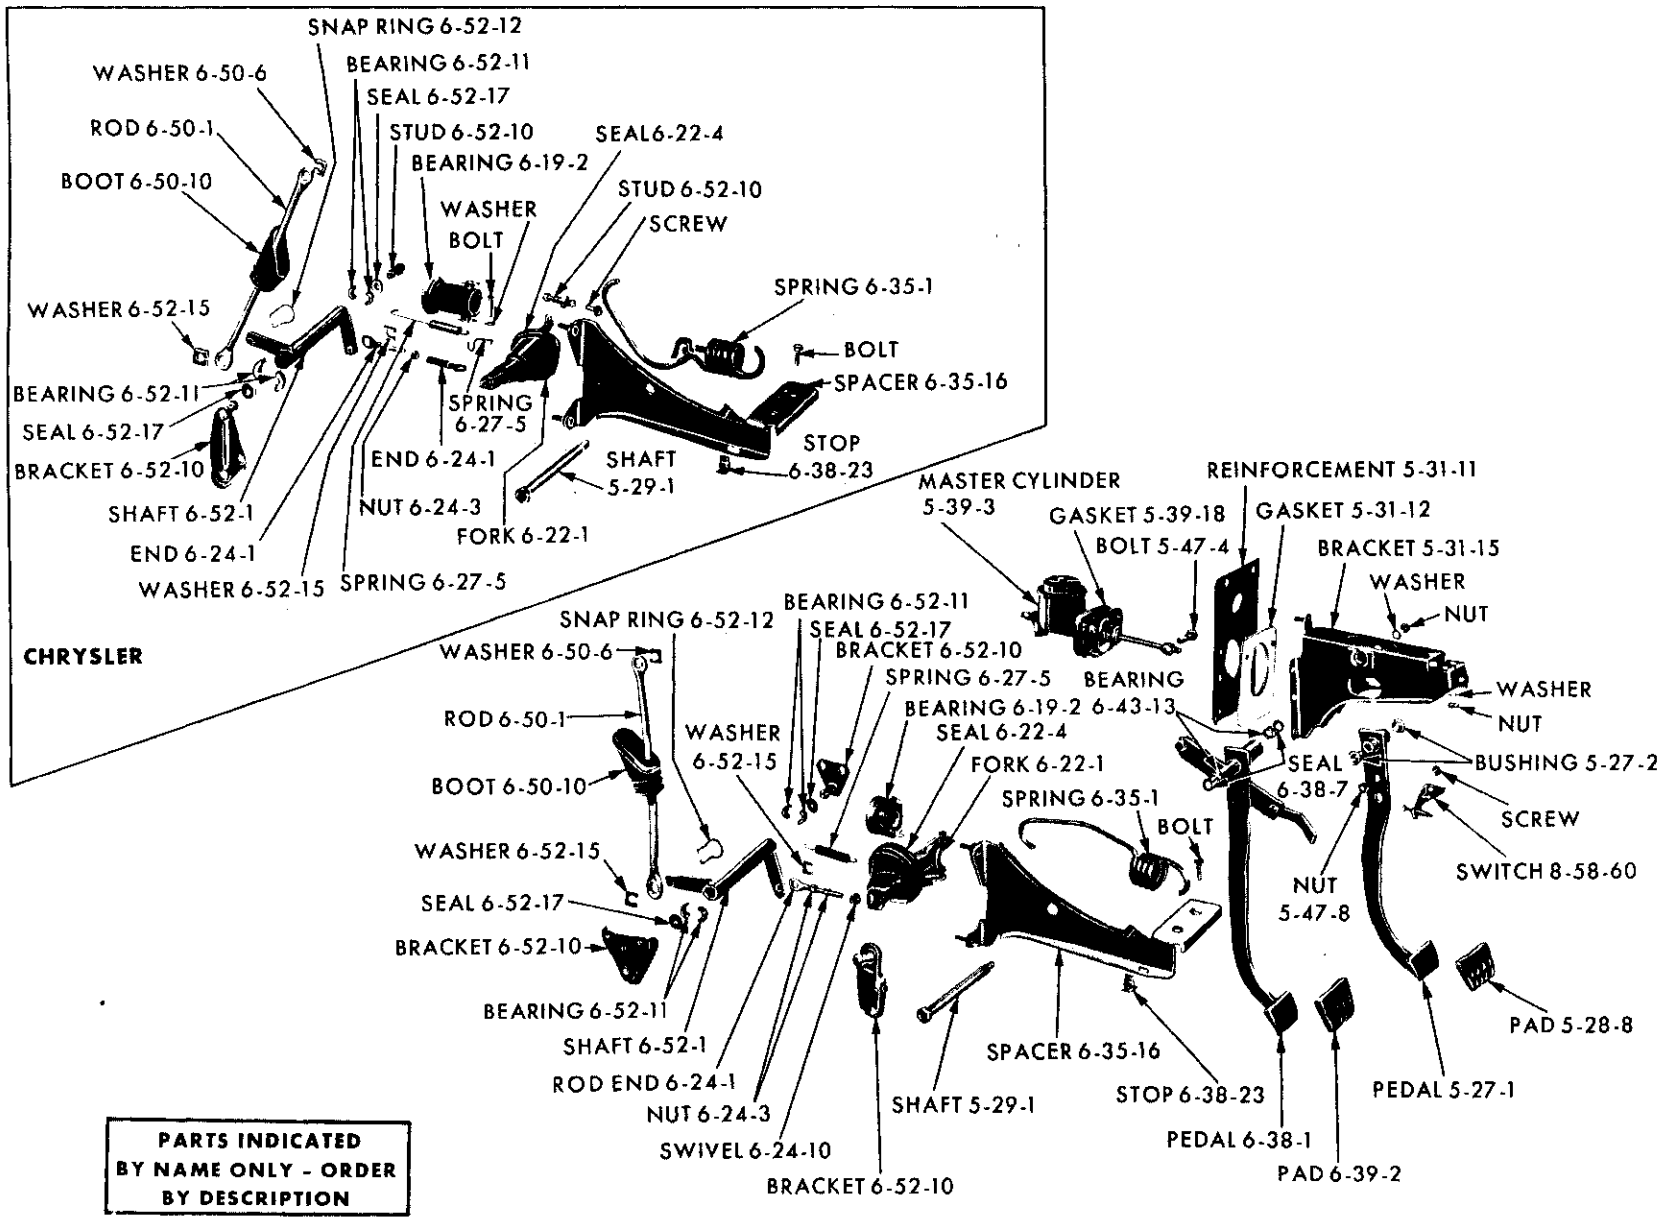 SNAP RING 6-52-12
WASHER 6-50-6
BEARING 6-52-11
SEAL 6-52-17
ROD 6-50-1
STUD 6-52-10
SEAL 6-22-4
BEARING 6-19-2
BOOT 6-50-10
STUD 6-52-10
WASHER
SCREW
BOLT
SPRING 6-35-1
WASHER 6-52-15
BOLT
SPACER 6-35-16
BEARING 6-52-11
SPRING
6-27-5
SEAL 6-52-17
STOP
6-38-23
BRACKET 6-52-10
END 6-24-1
SHAFT
5-29-1
NUT 6-24-3
SHAFT 6-52-1
FORK 6-22-1
END 6-24-1
WASHER 6-52-15
SPRING 6-27-5
CHRYSLER
REINFORCEMENT 5-31-11
MASTER CYLINDER
5-39-3
GASKET 5-39-18
GASKET 5-31-12
BOLT 5-47-4
BRACKET 5-31-15
WASHER
NUT
BEARING 6-52-11
SNAP RING 6-52-12
SEAL 6-52-17
WASHER 6-50-6
BRACKET 6-52-10
SPRING 6-27-5
BEARING
6-43-13
WASHER
BEARING 6-19-2
ROD 6-50-1
NUT
SEAL 6-22-4
WASHER
6-52-15
FORK 6-22-1
SEAL
6-38-7
BUSHING 5-27-2
BOOT 6-50-10
SPRING 6-35-1
SCREW
BOLT
WASHER 6-52-15
SWITCH 8-58-60
NUT
5-47-8
SEAL 6-52-17
BRACKET 6-52-10
BEARING 6-52-11
PAD 5-28-8
SHAFT 6-52-1
SPACER 6-35-16
ROD END 6-24-1
STOP 6-38-23
PEDAL 5-27-1
SHAFT 5-29-1
NUT 6-24-3
PEDAL 6-38-1
SWIVEL 6-24-10
PAD 6-39-2
BRACKET 6-52-10
PARTS INDICATED
BY NAME ONLY - ORDER
BY DESCRIPTION